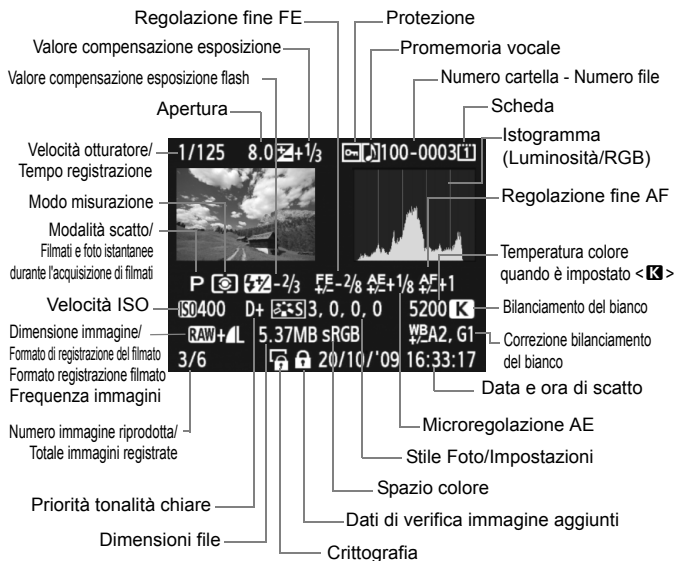 Regolazione fine FE
Protezione
Valore compensazione esposizione
Promemoria vocale
Valore compensazione esposizione flash
Numero cartella - Numero file
Apertura
Scheda
Velocità otturatore/
Tempo registrazione
1/125 8.0 +1/3 100-0003
Istogramma
(Luminosità/RGB)
Modo misurazione
Regolazione fine AF
Modalità scatto/
Filmati e foto istantanee
durante l'acquisizione di filmati
Temperatura colore
quando è impostato <K>
P -2/3 FE+/-2/8 AE+/-+1/8 AF+/-+1
Velocità ISO
ISO400 D+ S3, 0, 0, 0 5200 K
Bilanciamento del bianco
Dimensione immagine/
Formato di registrazione del filmato
Formato registrazione filmato
Frequenza immagini
RAW+L 5.37MB sRGB WB+/-A2, G1
Correzione bilanciamento
del bianco
3/6 20/10/'09 16:33:17
Data e ora di scatto
Numero immagine riprodotta/
Totale immagini registrate
Microregolazione AE
Stile Foto/Impostazioni
Priorità tonalità chiare
Spazio colore
Dimensioni file
Dati di verifica immagine aggiunti
Crittografia